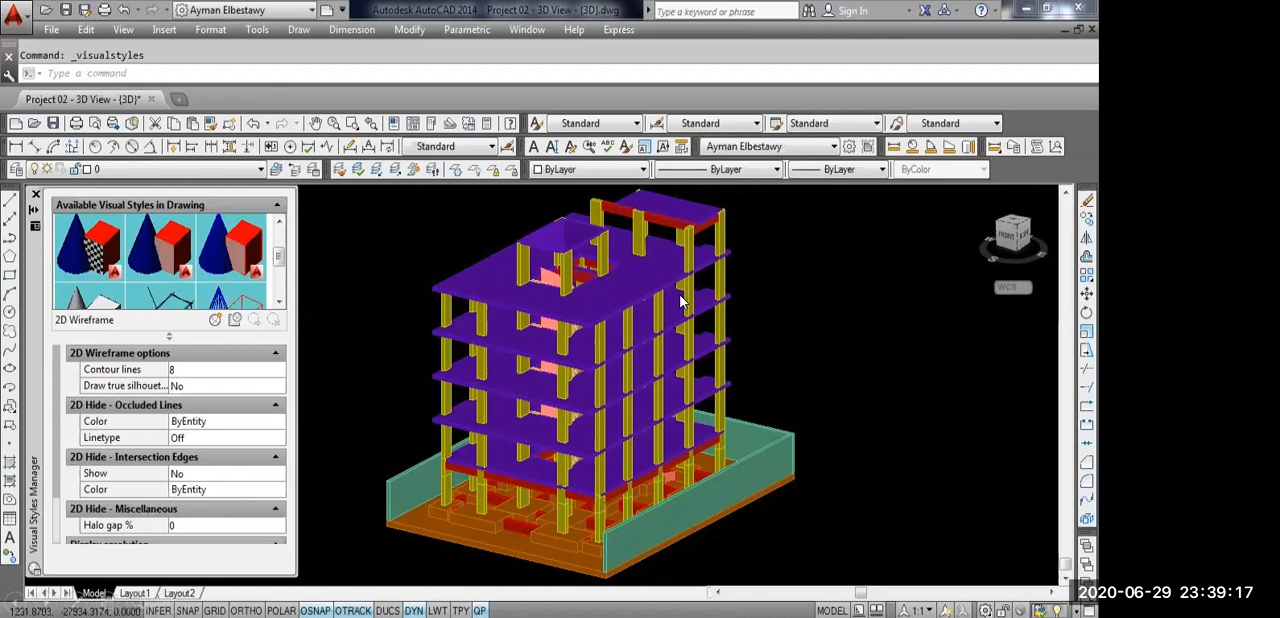 Ayman Elbestawy
Autodesk AutoCAD 2014 Project 02 - 3D View - {3D}.dwg
Type a keyword or phrase
Sign In
File Edit View Insert Format Tools Draw Dimension Modify Parametric Window Help Express
Command: _visualstyles
Type a command
Project 02 - 3D View - {3D}*
Standard Standard Standard Standard
Standard Ayman Elbestawy
0 ByLayer ByLayer ByLayer ByColor
Available Visual Styles in Drawing
2D Wireframe
2D Wireframe options
Contour lines 8
Draw true silhouet... No
2D Hide - Occluded Lines
Color ByEntity
Linetype Off
2D Hide - Intersection Edges
Show No
Color ByEntity
2D Hide - Miscellaneous
Halo gap % 0
Visual Styles Manager
FRONT
WCS
Model Layout1 Layout2
2020-06-29 23:39:17
INFER SNAP GRID ORTHO POLAR OSNAP OTRACK DUCS DYN LWT TPY QP MODEL 1:1